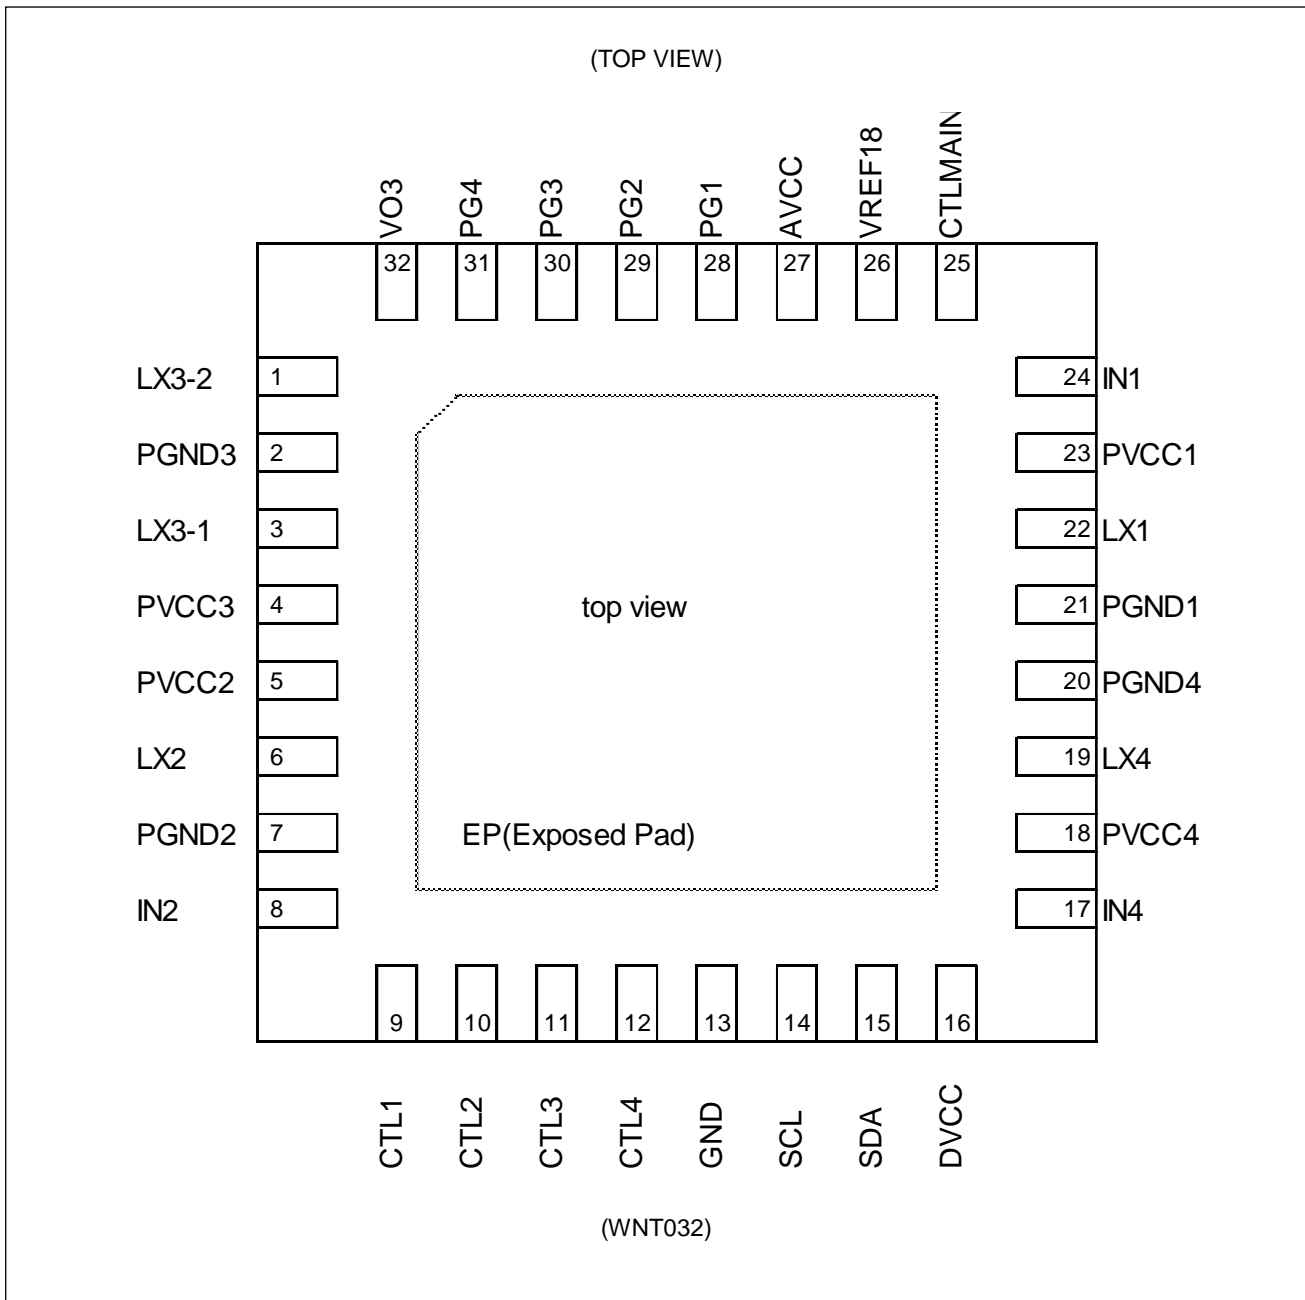 (TOP VIEW)
VO3
PG4
PG3
PG2
PG1
AVCC
VREF18
CTLMAIN
32
31
30
29
28
27
26
25
LX3-2
1
24
IN1
PGND3
2
23
PVCC1
LX3-1
3
22
LX1
PVCC3
4
top view
21
PGND1
PVCC2
5
20
PGND4
LX2
6
19
LX4
PGND2
7
EP(Exposed Pad)
18
PVCC4
IN2
8
17
IN4
9
10
11
12
13
14
15
16
CTL1
CTL2
CTL3
CTL4
GND
SCL
SDA
DVCC
(WNT032)